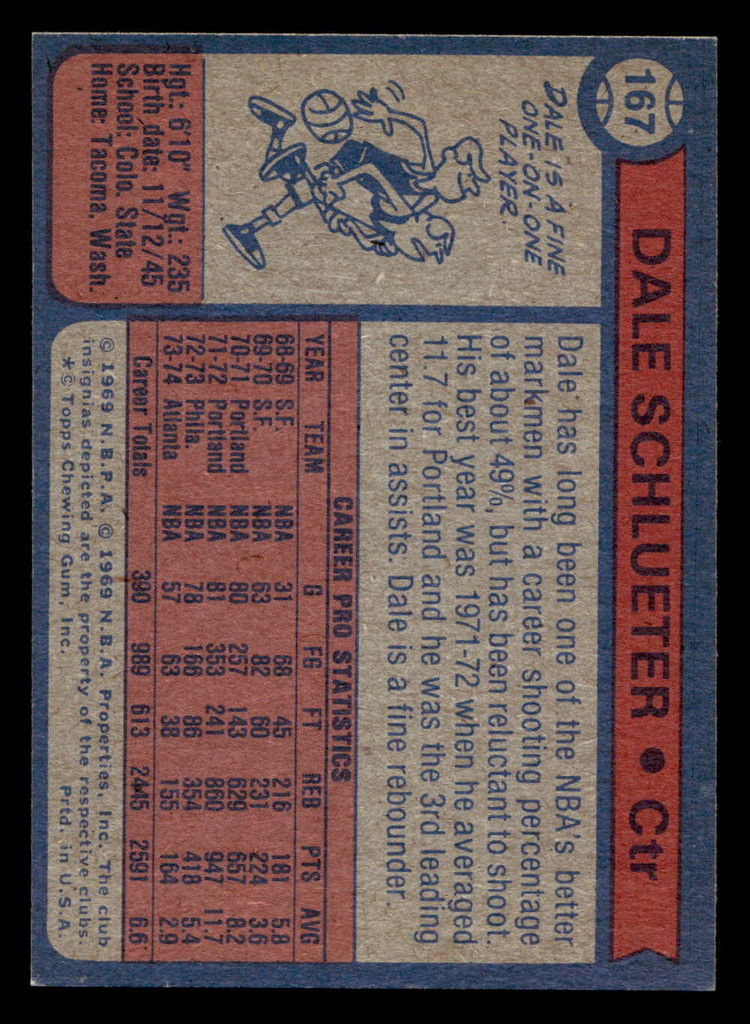 167
DALE SCHLUETER • Ctr
DALE IS A FINE
ONE-ON-ONE
PLAYER.
Hgt.: 6'10" Wgt.: 235
Birth date: 11/12/45
School: Colo. State
Home: Tacoma, Wash.
Dale has long been one of the NBA's better
markmen with a career shooting percentage
of about 49%, but has been reluctant to shoot.
His best year was 1971-72 when he averaged
11.7 for Portland and he was the 3rd leading
center in assists. Dale is a fine rebounder.
CAREER PRO STATISTICS
YEAR TEAM G FG FT REB PTS AVG
68-69 S.F. NBA 31 68 45 216 181 5.8
69-70 S.F. NBA 63 82 60 231 224 3.6
70-71 Portland NBA 80 257 143 629 657 8.2
71-72 Portland NBA 81 353 241 860 947 11.7
72-73 Phila. NBA 78 166 86 354 418 5.4
73-74 Atlanta NBA 57 63 38 155 164 2.9
Career Totals 390 989 613 2445 2591 6.6
© 1969 N.B.P.A. © 1969 N.B.A. Properties, Inc. The club
insignias depicted are the property of the respective clubs.
*© Topps Chewing Gum, Inc. Prtd. in U.S.A.